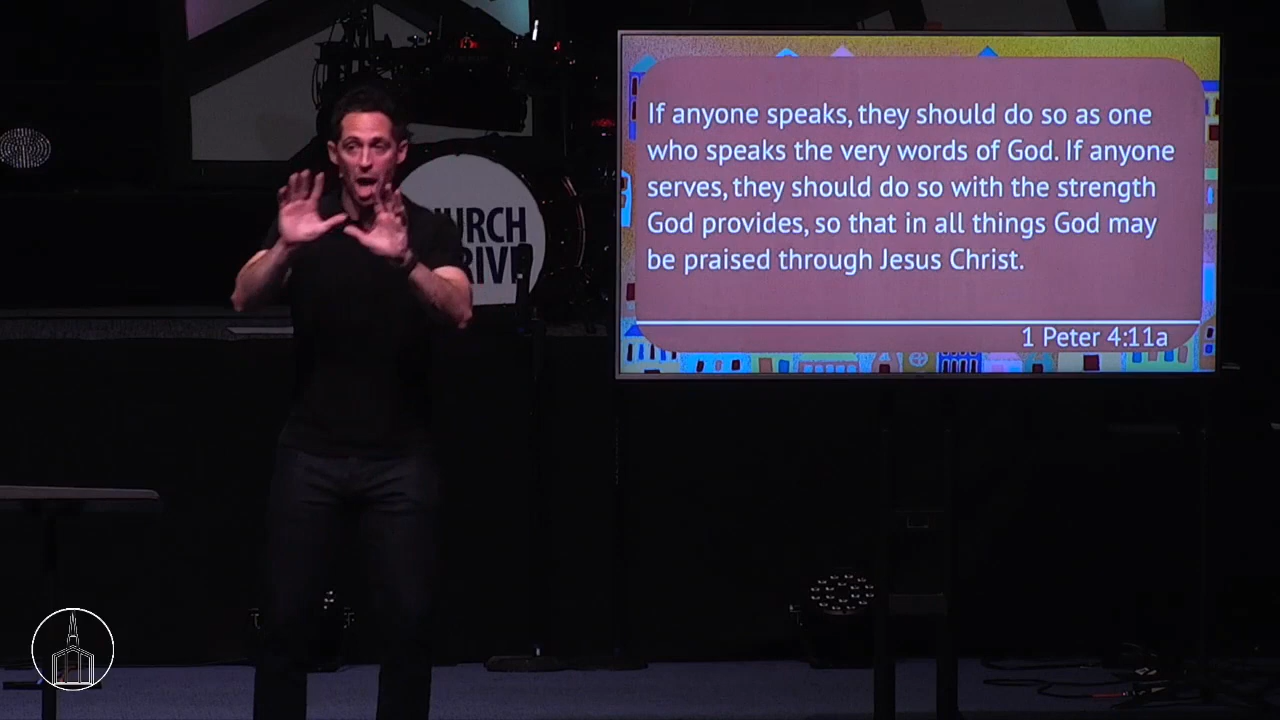 If anyone speaks, they should do so as one
who speaks the very words of God. If anyone
serves, they should do so with the strength
God provides, so that in all things God may
be praised through Jesus Christ.
1 Peter 4:11a